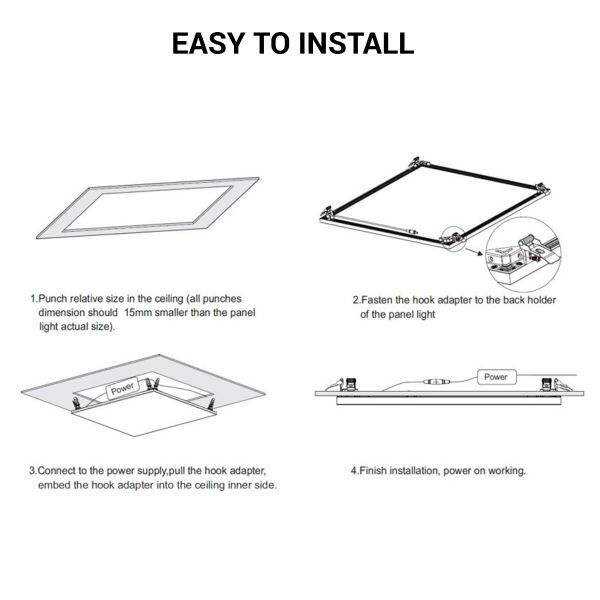 EASY TO INSTALL
1.Punch relative size in the ceiling (all punches
dimension should 15mm smaller than the panel
light actual size).
2.Fasten the hook adapter to the back holder
of the panel light
Power
3.Connect to the power supply,pull the hook adapter,
embed the hook adapter into the ceiling inner side.
Power
4.Finish installation, power on working.